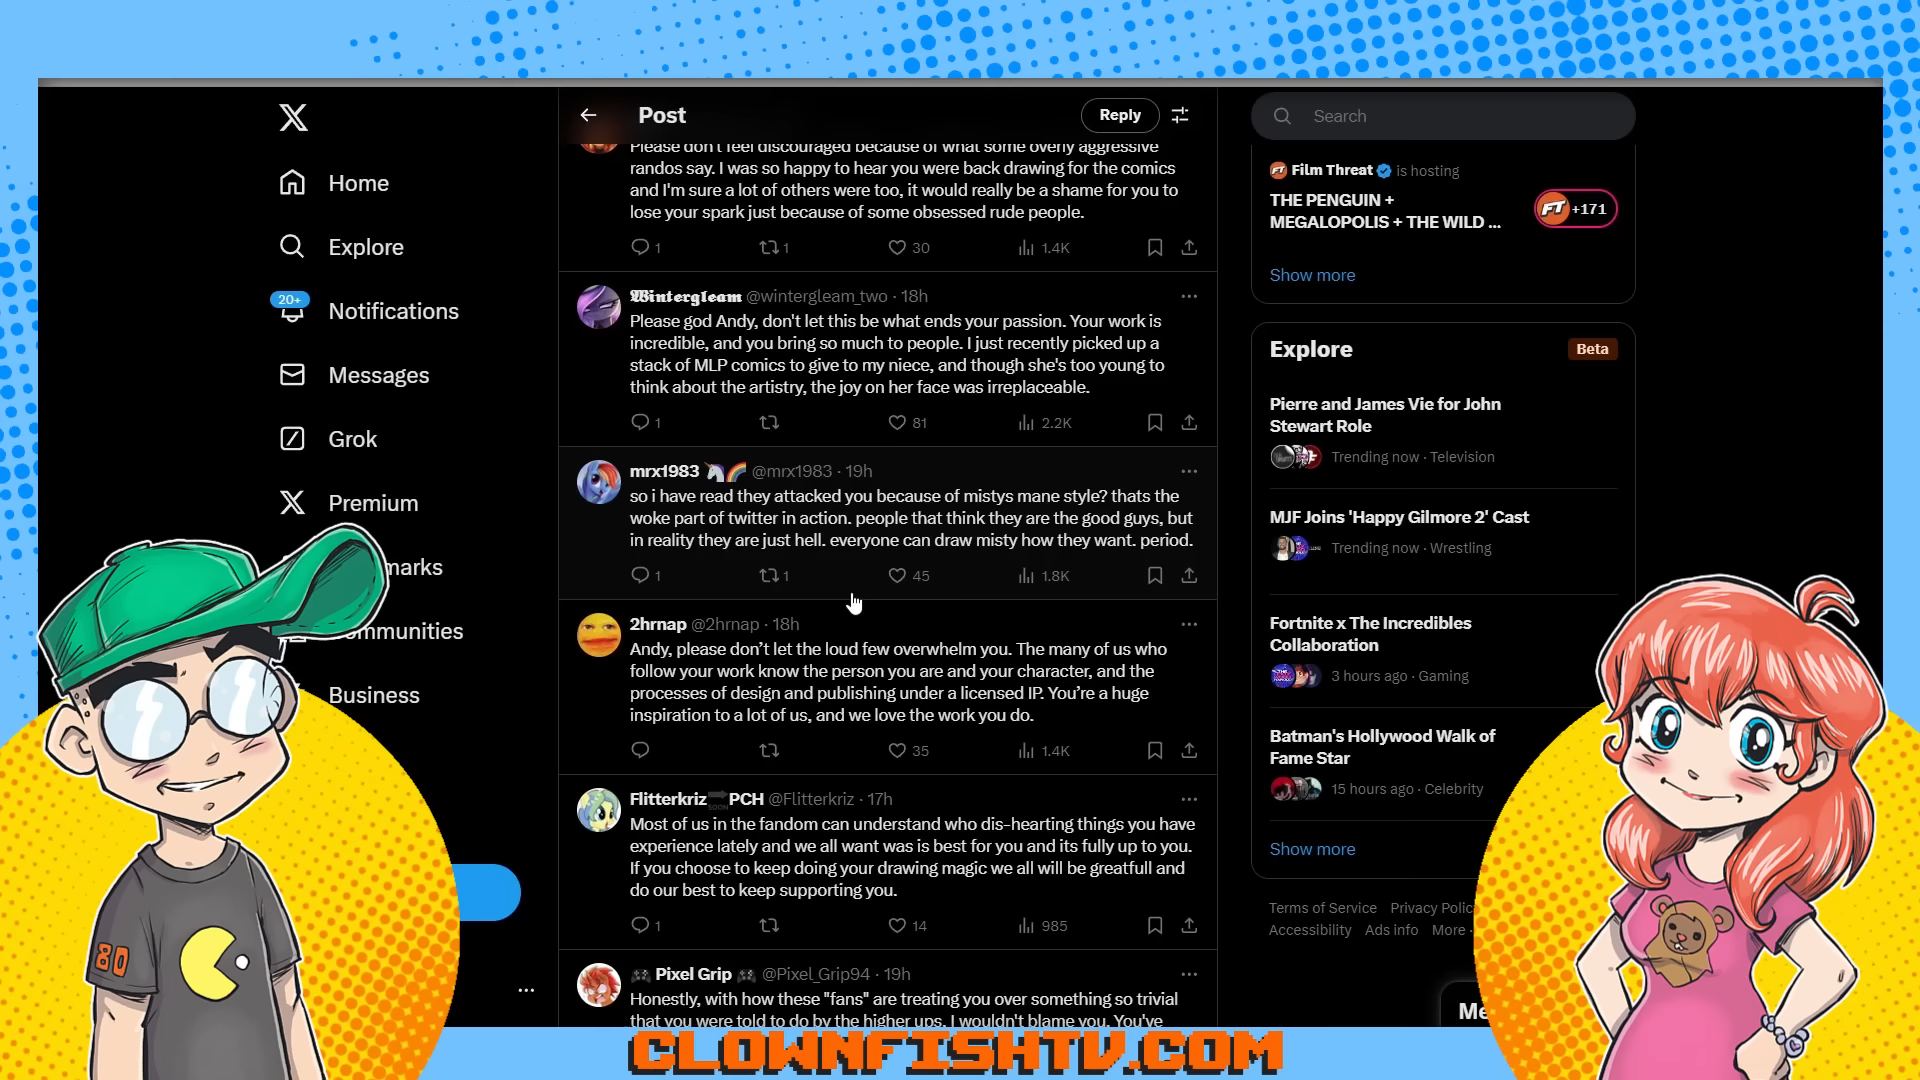 Home
Explore
20+
Notifications
Messages
Grok
Premium
marks
mmunities
Business
Post
Reply
Please don't feel discouraged because of what some overly aggressive
randos say. I was so happy to hear you were back drawing for the comics
and I'm sure a lot of others were too, it would really be a shame for you to
lose your spark just because of some obsessed rude people.
1 1 30 1.4K
Wintergleam @wintergleam_two · 18h
Please god Andy, don't let this be what ends your passion. Your work is
incredible, and you bring so much to people. I just recently picked up a
stack of MLP comics to give to my niece, and though she's too young to
think about the artistry, the joy on her face was irreplaceable.
1 81 2.2K
mrx1983 🦄🌈 @mrx1983 · 19h
so i have read they attacked you because of mistys mane style? thats the
woke part of twitter in action. people that think they are the good guys, but
in reality they are just hell. everyone can draw misty how they want. period.
1 1 45 1.8K
2hrnap @2hrnap · 18h
Andy, please don’t let the loud few overwhelm you. The many of us who
follow your work know the person you are and your character, and the
processes of design and publishing under a licensed IP. You’re a huge
inspiration to a lot of us, and we love the work you do.
35 1.4K
Flitterkriz🔜PCH @Flitterkriz · 17h
Most of us in the fandom can understand who dis-hearting things you have
experience lately and we all want was is best for you and its fully up to you.
If you choose to keep doing your drawing magic we all will be greatfull and
do our best to keep supporting you.
1 14 985
🎮 Pixel Grip 🎮 @Pixel_Grip94 · 19h
Honestly, with how these "fans" are treating you over something so trivial
that you were told to do by the higher ups, I wouldn't blame you. You've
Search
Film Threat is hosting
THE PENGUIN +
MEGALOPOLIS + THE WILD ...
FT +171
Show more
Explore
Beta
Pierre and James Vie for John
Stewart Role
Trending now · Television
MJF Joins 'Happy Gilmore 2' Cast
Trending now · Wrestling
Fortnite x The Incredibles
Collaboration
3 hours ago · Gaming
Batman's Hollywood Walk of
Fame Star
15 hours ago · Celebrity
Show more
Terms of Service Privacy Polic
Accessibility Ads info More ·
Me
80
CLOWNFISHTV.COM